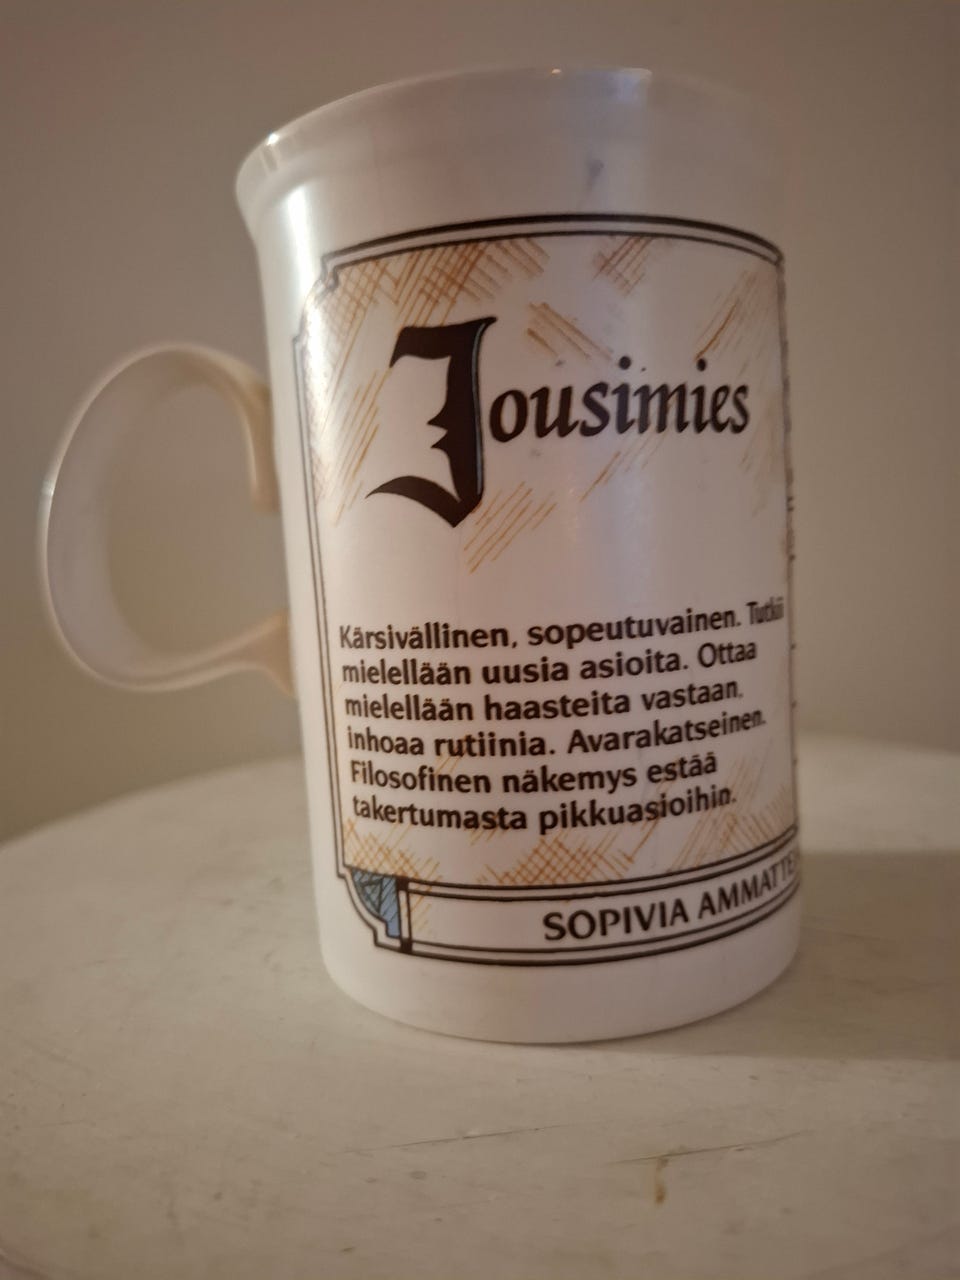 Jousimies
Kärsivällinen, sopeutuvainen. Tutkii
mielellään uusia asioita. Ottaa
mielellään haasteita vastaan,
inhoaa rutiinia. Avarakatseinen.
Filosofinen näkemys estää
takertumasta pikkuasioihin.
SOPIVIA AMMATTE